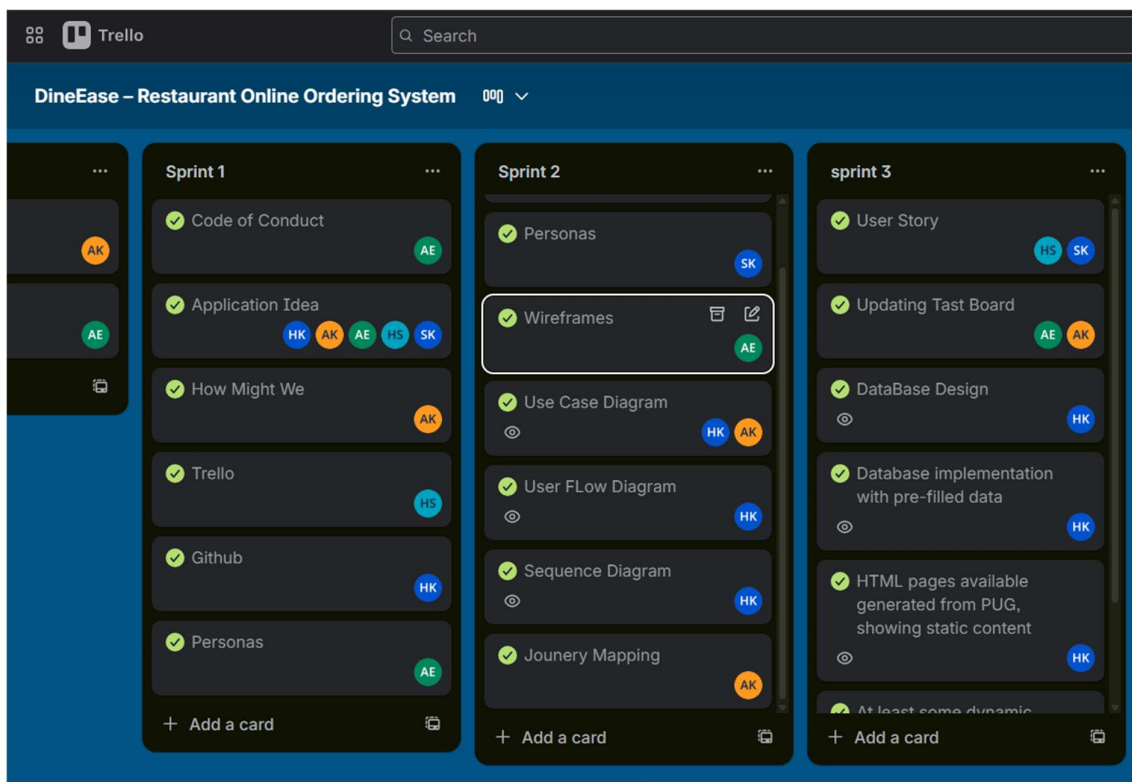 Trello
Search
DineEase – Restaurant Online Ordering System
AK
AE
Sprint 1
Code of Conduct
AE
Application Idea
HK AK AE HS SK
How Might We
AK
Trello
HS
Github
HK
Personas
AE
+ Add a card
Sprint 2
Personas
SK
Wireframes
AE
Use Case Diagram
HK AK
User FLow Diagram
HK
Sequence Diagram
HK
Jounery Mapping
AK
+ Add a card
sprint 3
User Story
HS SK
Updating Tast Board
AE AK
DataBase Design
HK
Database implementation
with pre-filled data
HK
HTML pages available
generated from PUG,
showing static content
HK
At least some dynamic
+ Add a card